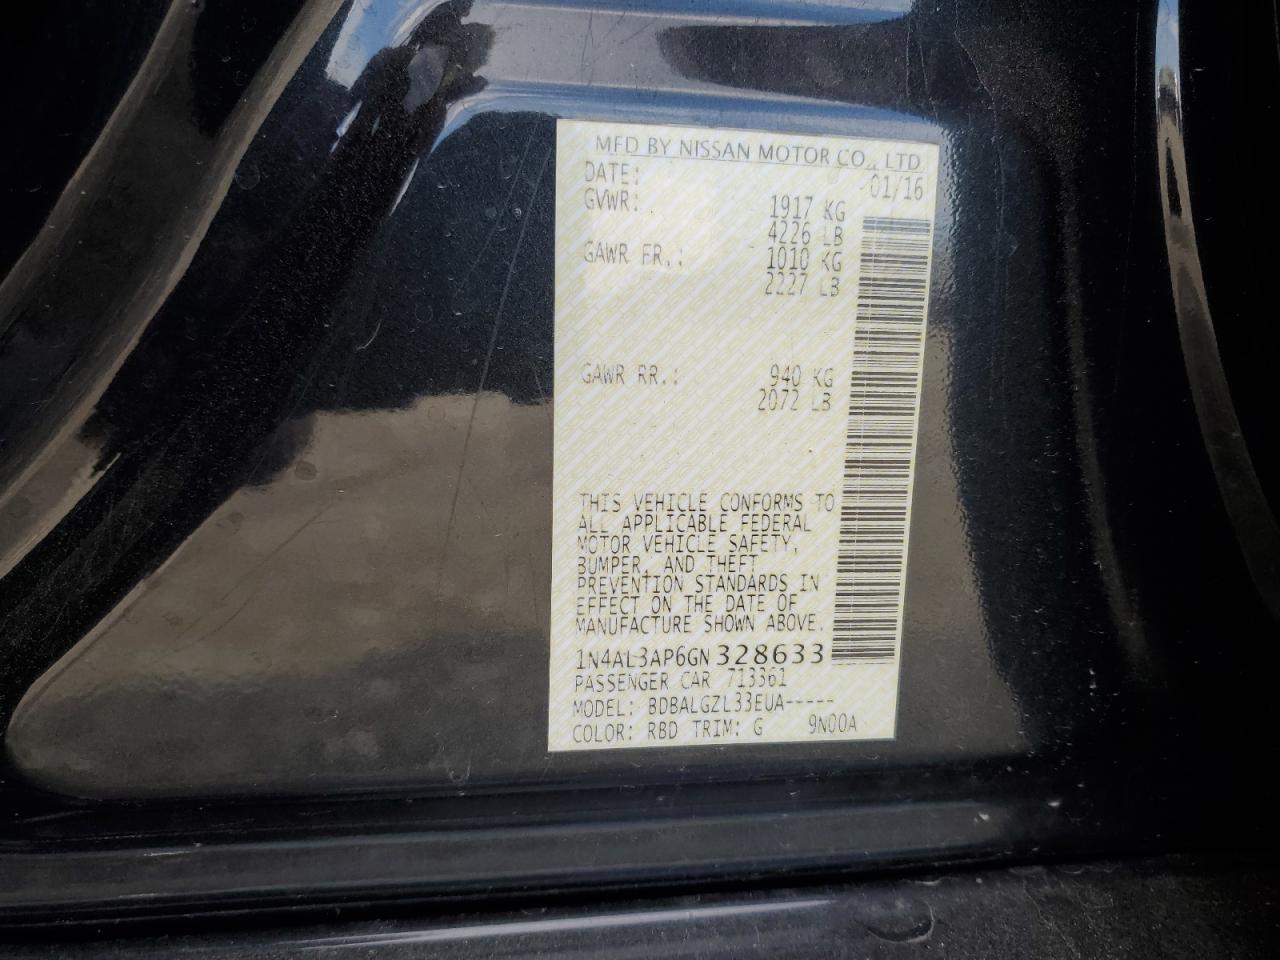 MFD BY NISSAN MOTOR CO., LTD
DATE: 01/16
GVWR: 1917 KG
4226 LB
GAWR FR.: 1010 KG
2227 LB
GAWR RR.: 940 KG
2072 LB
THIS VEHICLE CONFORMS TO
ALL APPLICABLE FEDERAL
MOTOR VEHICLE SAFETY,
BUMPER, AND THEFT
PREVENTION STANDARDS IN
EFFECT ON THE DATE OF
MANUFACTURE SHOWN ABOVE.
1N4AL3AP6GN328633
PASSENGER CAR 713361
MODEL: BDBALGZL33EUA-----
COLOR: RBD TRIM: G 9N00A